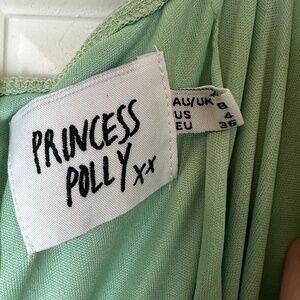 PRINCESS
POLLY xx
AU/UK 8
US 4
EU 36